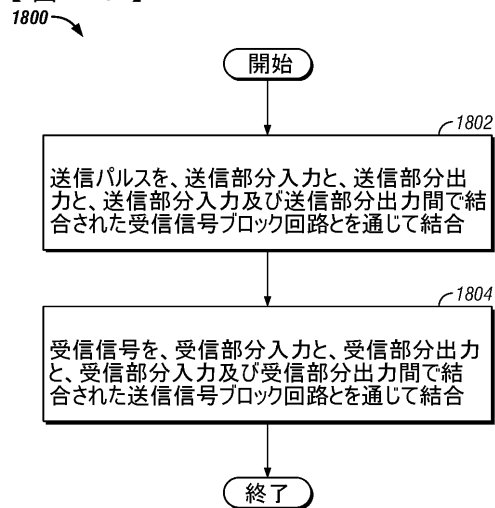 1800
開始
1802
送信パルスを、送信部分入力と、送信部分出
力と、送信部分入力及び送信部分出力間で結
合された受信信号ブロック回路とを通じて結合
1804
受信信号を、受信部分入力と、受信部分出力
と、受信部分入力及び受信部分出力間で結
合された送信信号ブロック回路とを通じて結合
終了